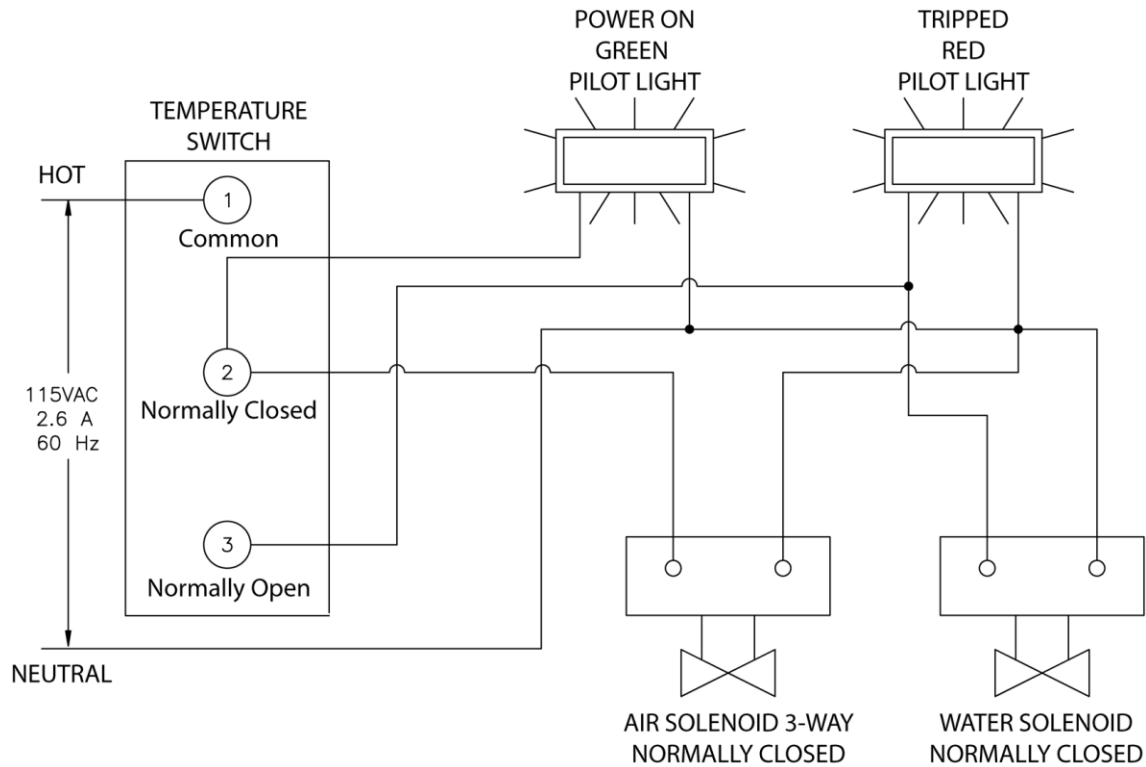 POWER ON
GREEN
PILOT LIGHT
TRIPPED
RED
PILOT LIGHT
TEMPERATURE
SWITCH
HOT
1
Common
2
Normally Closed
115VAC
2.6 A
60 Hz
3
Normally Open
NEUTRAL
AIR SOLENOID 3-WAY
NORMALLY CLOSED
WATER SOLENOID
NORMALLY CLOSED